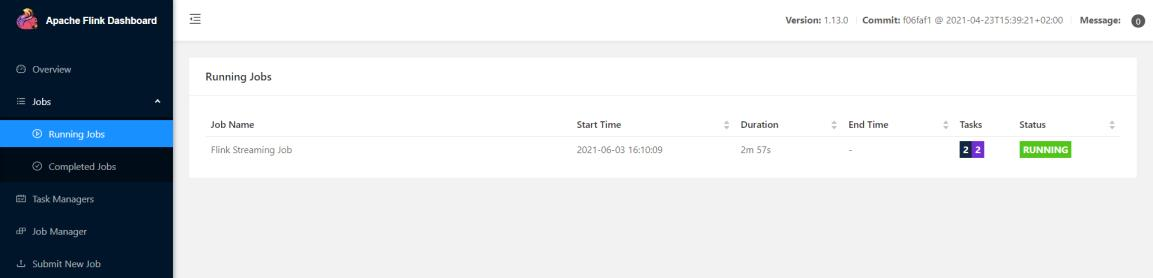 Apache Flink Dashboard
Version: 1.13.0 Commit: f06faf1 @ 2021-04-23T15:39:21+02:00 Message: 0
Overview
Jobs
Running Jobs
Completed Jobs
Task Managers
Job Manager
Submit New Job
Running Jobs
Job Name Start Time Duration End Time Tasks Status
Flink Streaming Job 2021-06-03 16:10:09 2m 57s - 2 2 RUNNING